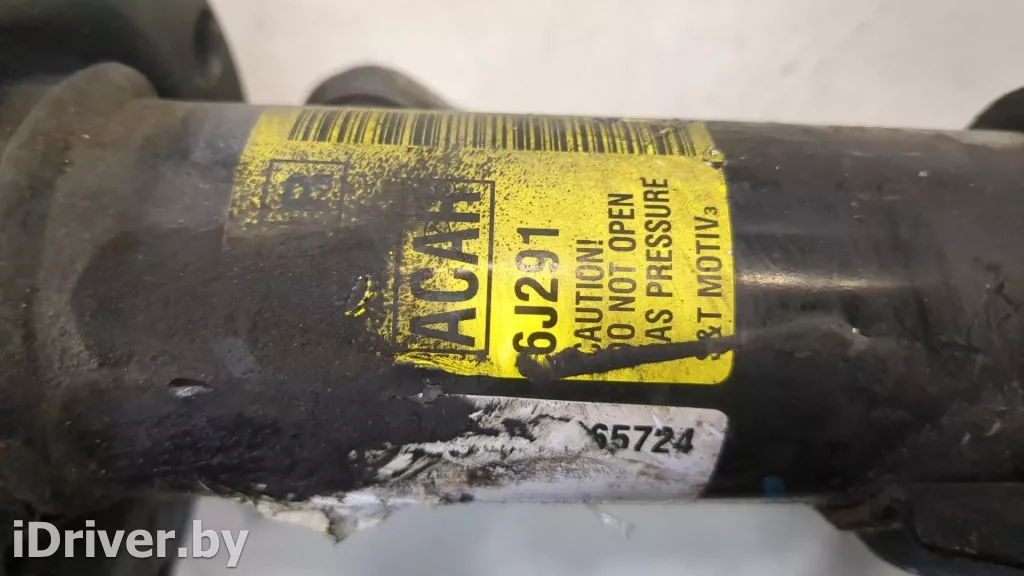 R
ACAH
6J291
CAUTION!
DO NOT OPEN
GAS PRESSURE
S&T MOTIV₃
65724
iDriver.by